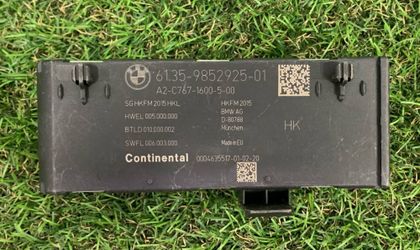 BMW
61.35-9852925-01
A2-C767-1600-5-00
SG HKFM 2015 HKL
HWEL 005.000.000
BTLD 010.000.002
SWFL 006.003.000
HKFM 2015
BMW AG
D-80788
München
Made in EU
HK
Continental 0004635517-01-02-20